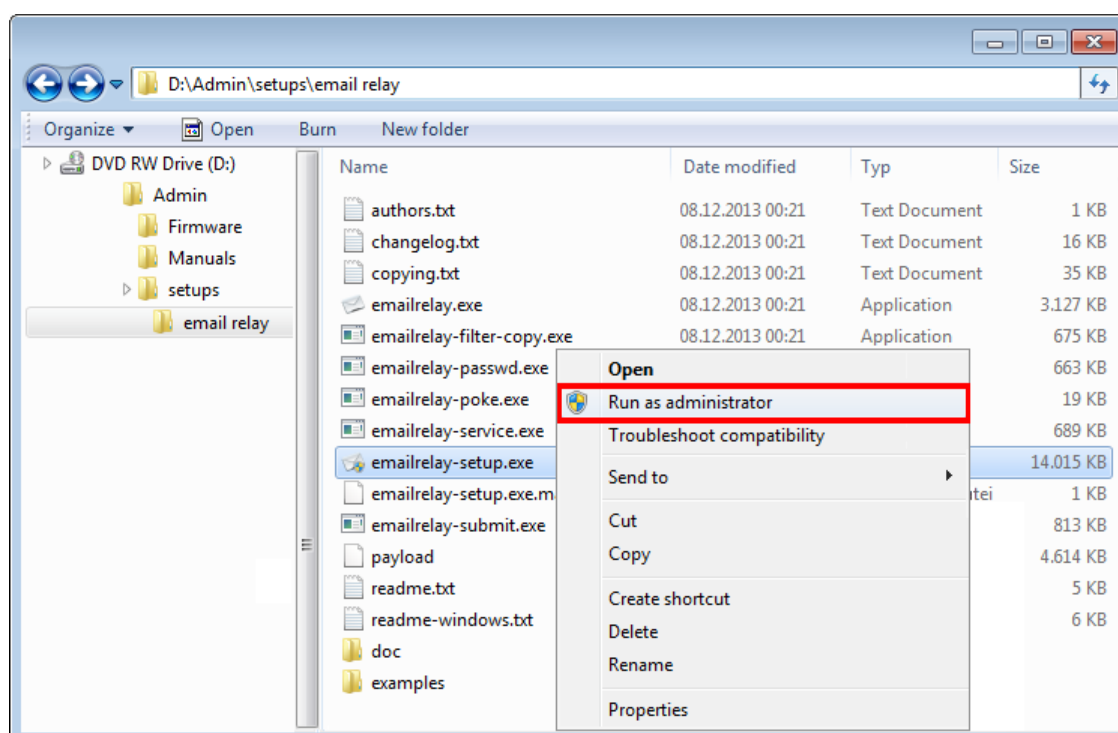 D:\Admin\setups\email relay
Organize Open Burn New folder
DVD RW Drive (D:)
Admin
Firmware
Manuals
setups
email relay
Name Date modified Typ Size
authors.txt 08.12.2013 00:21 Text Document 1 KB
changelog.txt 08.12.2013 00:21 Text Document 16 KB
copying.txt 08.12.2013 00:21 Text Document 35 KB
emailrelay.exe 08.12.2013 00:21 Application 3.127 KB
emailrelay-filter-copy.exe 08.12.2013 00:21 Application 675 KB
emailrelay-passwd.exe 663 KB
emailrelay-poke.exe 19 KB
emailrelay-service.exe 689 KB
emailrelay-setup.exe 14.015 KB
emailrelay-setup.exe.m 1 KB
emailrelay-submit.exe 813 KB
payload 4.614 KB
readme.txt 5 KB
readme-windows.txt 6 KB
doc
examples
Open
Run as administrator
Troubleshoot compatibility
Send to
Cut
Copy
Create shortcut
Delete
Rename
Properties